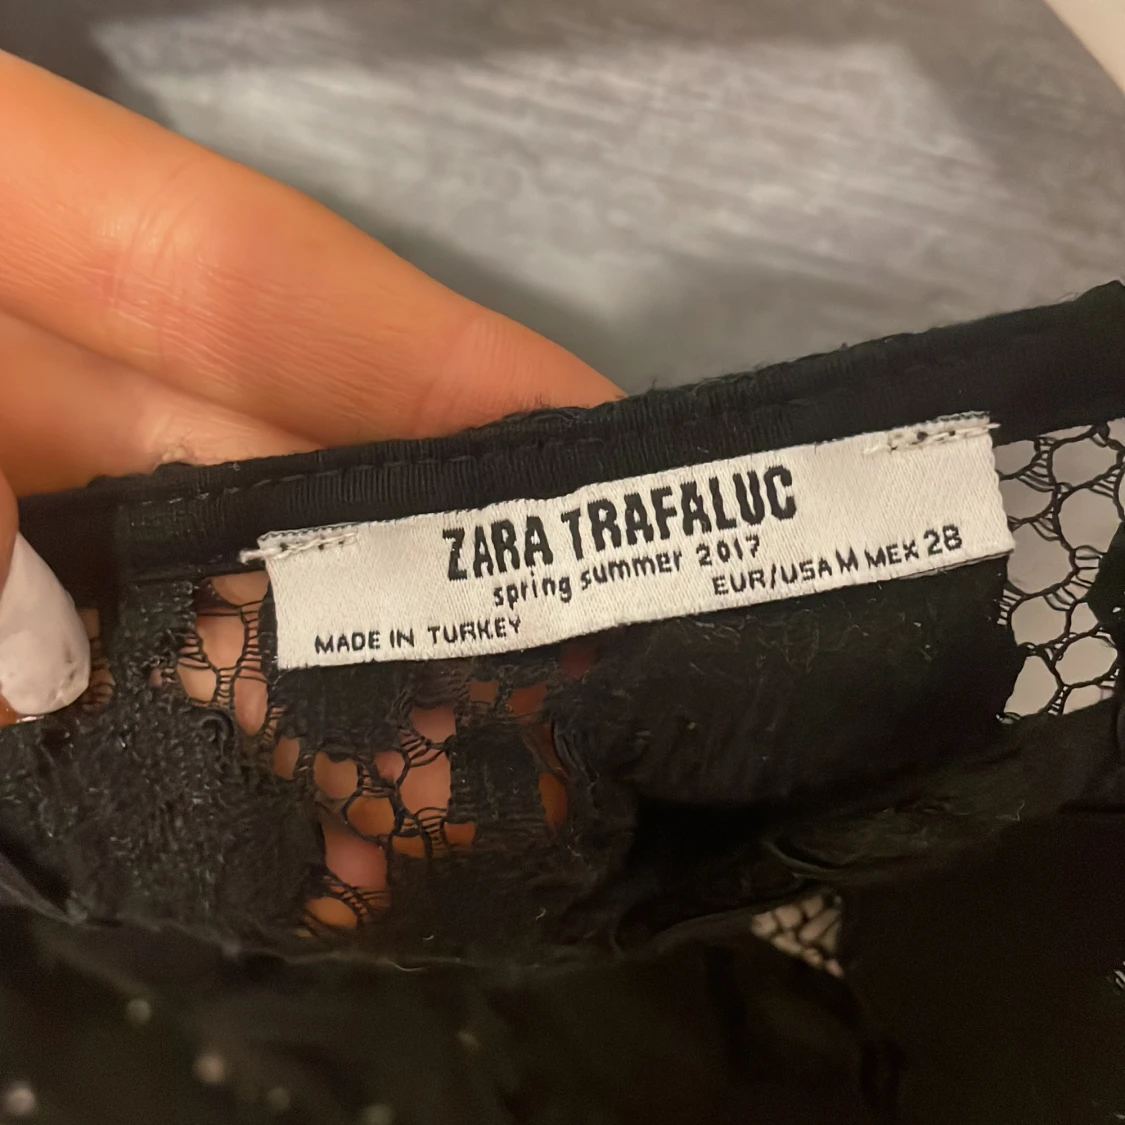 ZARA TRAFALUC
spring summer 2017
EUR/USA M MEX 28
MADE IN TURKEY